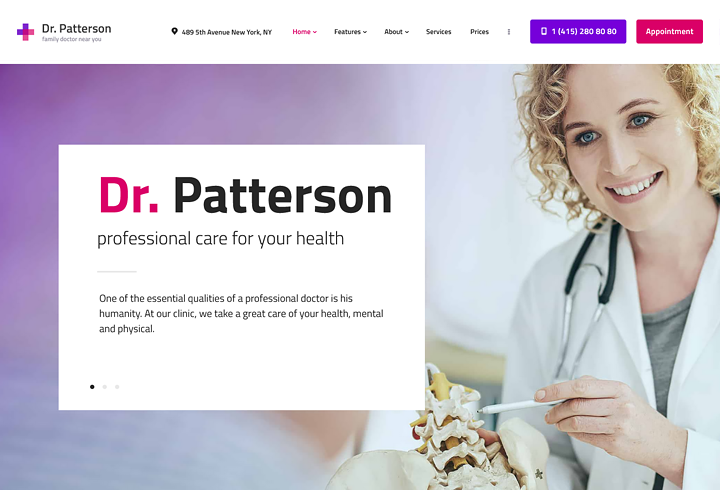 Dr. Patterson
family doctor near you
489 5th Avenue New York, NY
Home
Features
About
Services
Prices
1 (415) 280 80 80
Appointment
Dr. Patterson
professional care for your health
One of the essential qualities of a professional doctor is his
humanity. At our clinic, we take a great care of your health, mental
and physical.